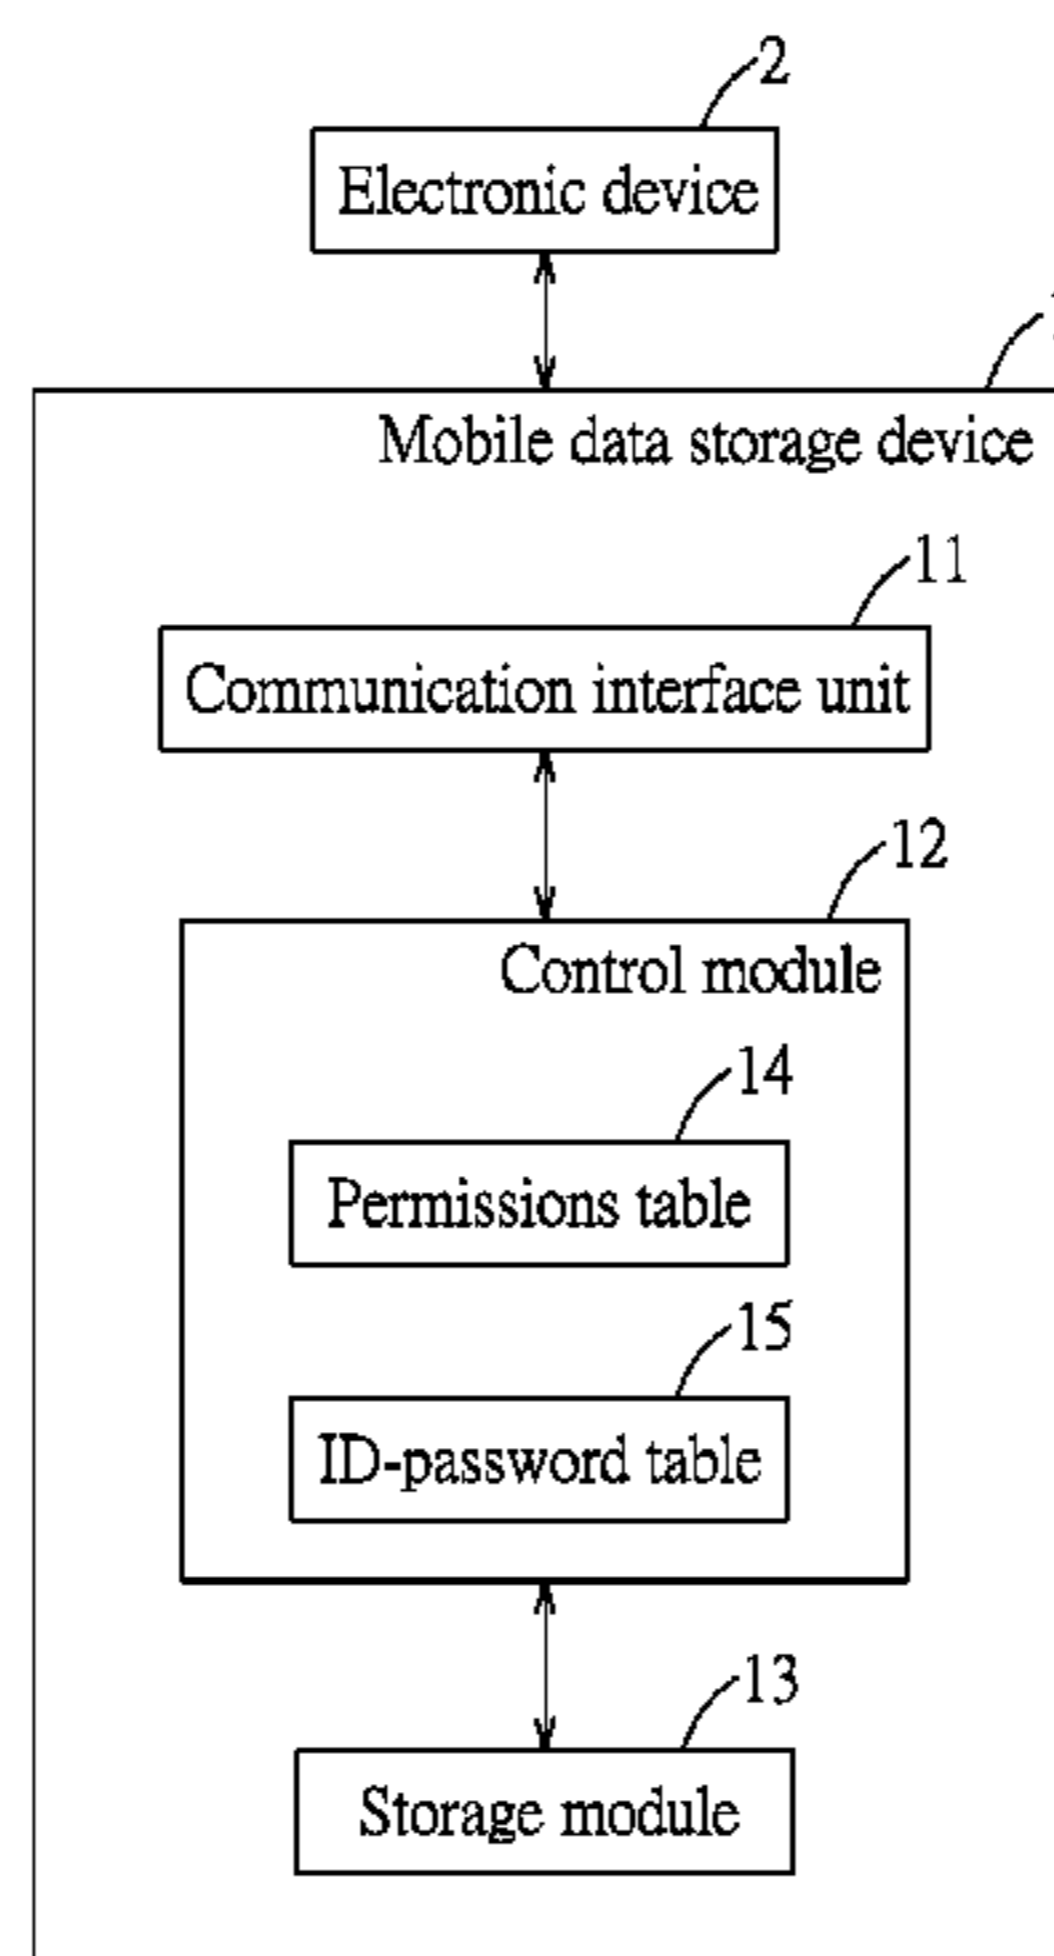 2
Electronic device
Mobile data storage device
11
Communication interface unit
12
Control module
14
Permissions table
15
ID-password table
13
Storage module